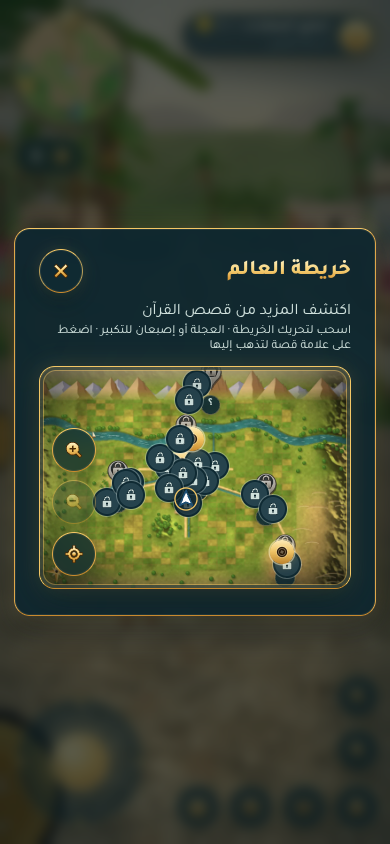 خريطة العالم
اكتشف المزيد من قصص القرآن
اسحب لتحريك الخريطة · العجلة أو إصبعان للتكبير · اضغط
على علامة قصة لتذهب إليها
؟